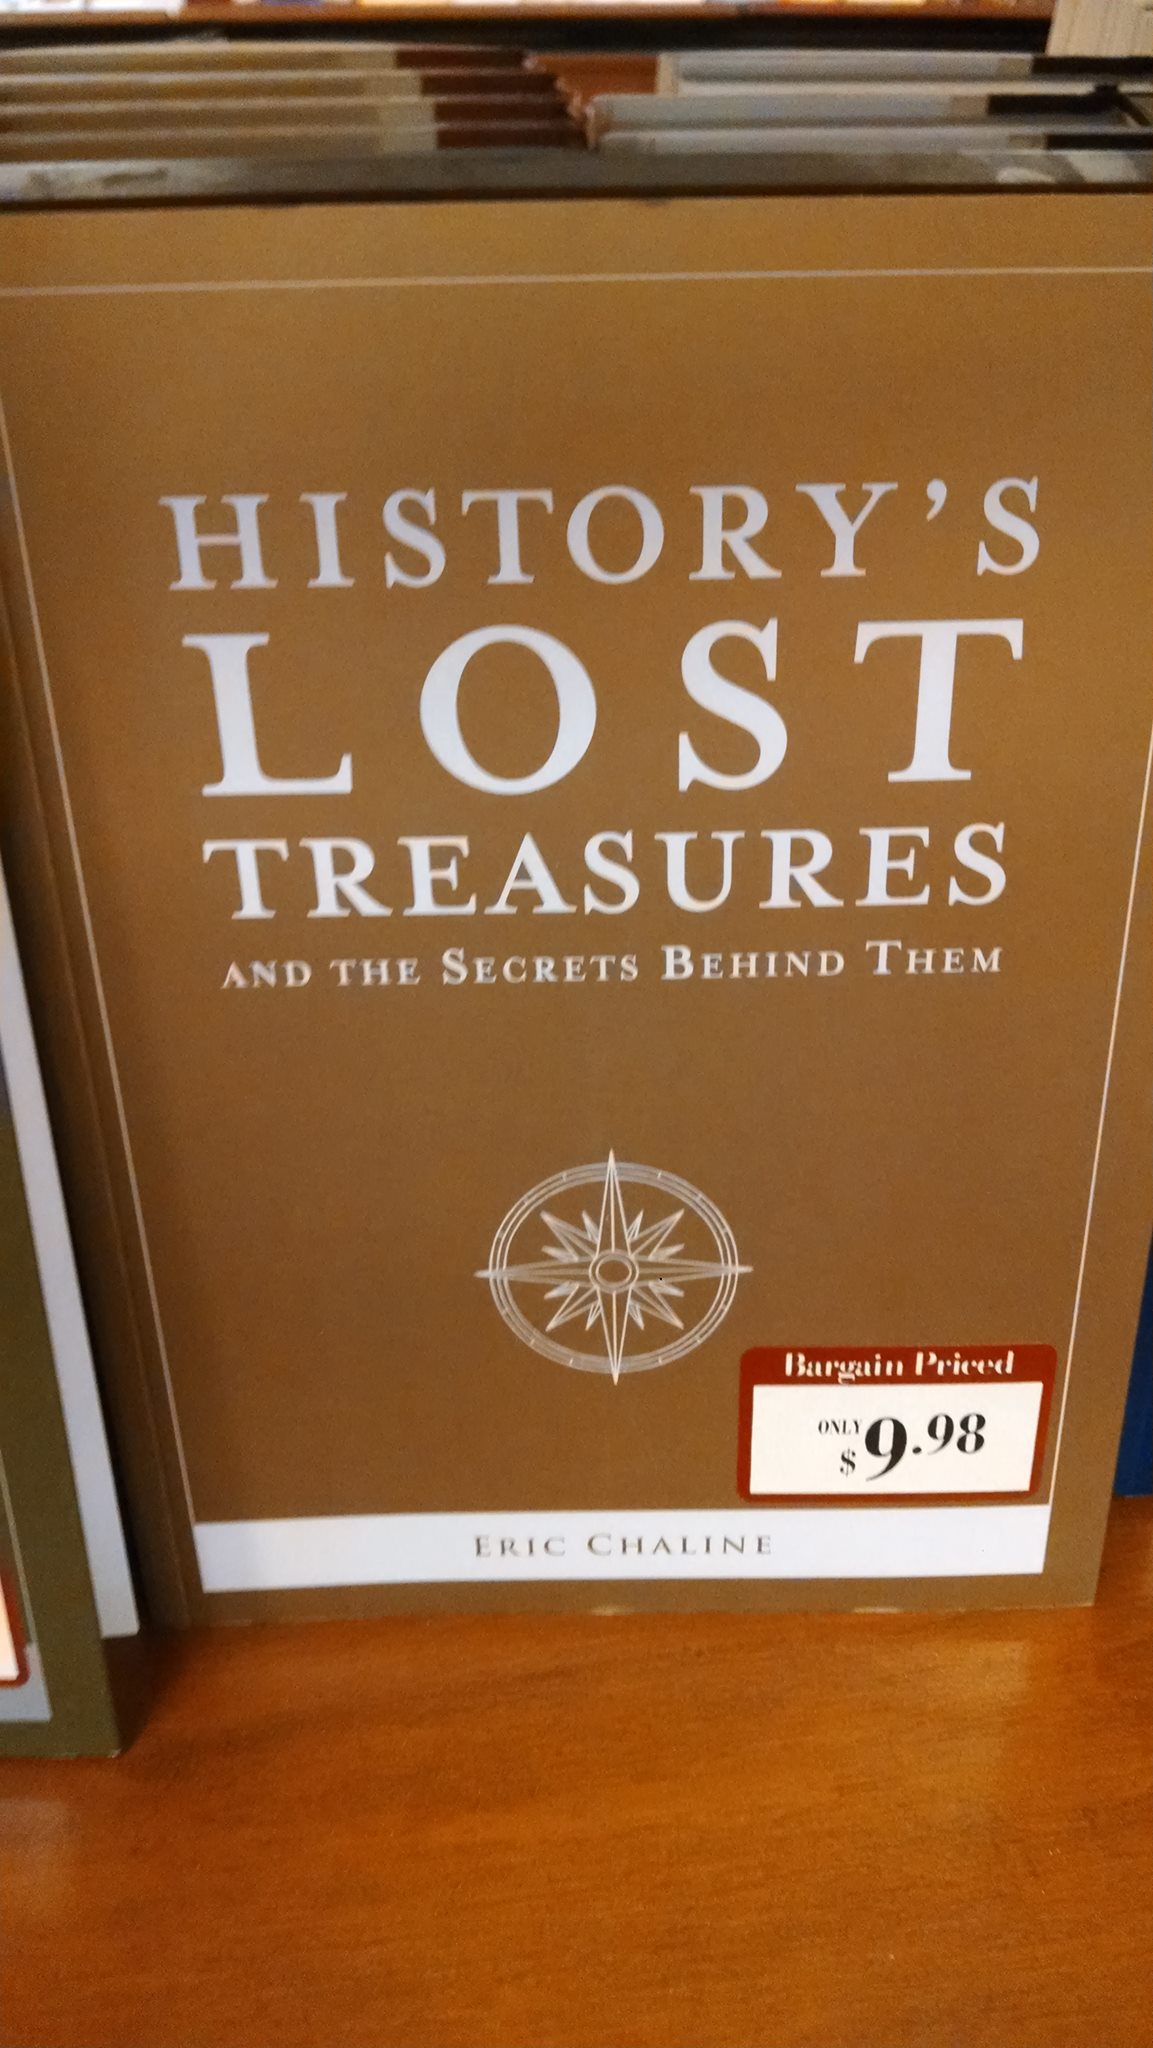 HISTORY'S
LOST
TREASURES
AND THE SECRETS BEHIND THEM
Bargain Priced
ONLY
$9.98
ERIC CHALINE